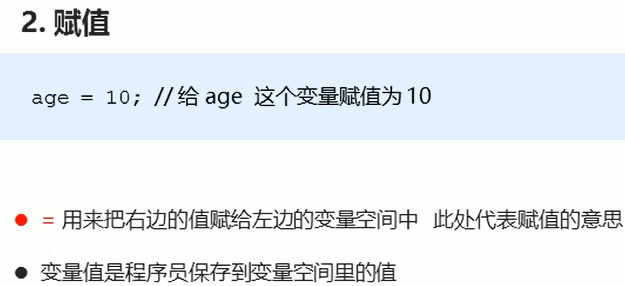 2. 赋值
age = 10; // 给 age 这个变量赋值为 10
= 用来把右边的值赋给左边的变量空间中 此处代表赋值的意思
变量值是程序员保存到变量空间里的值